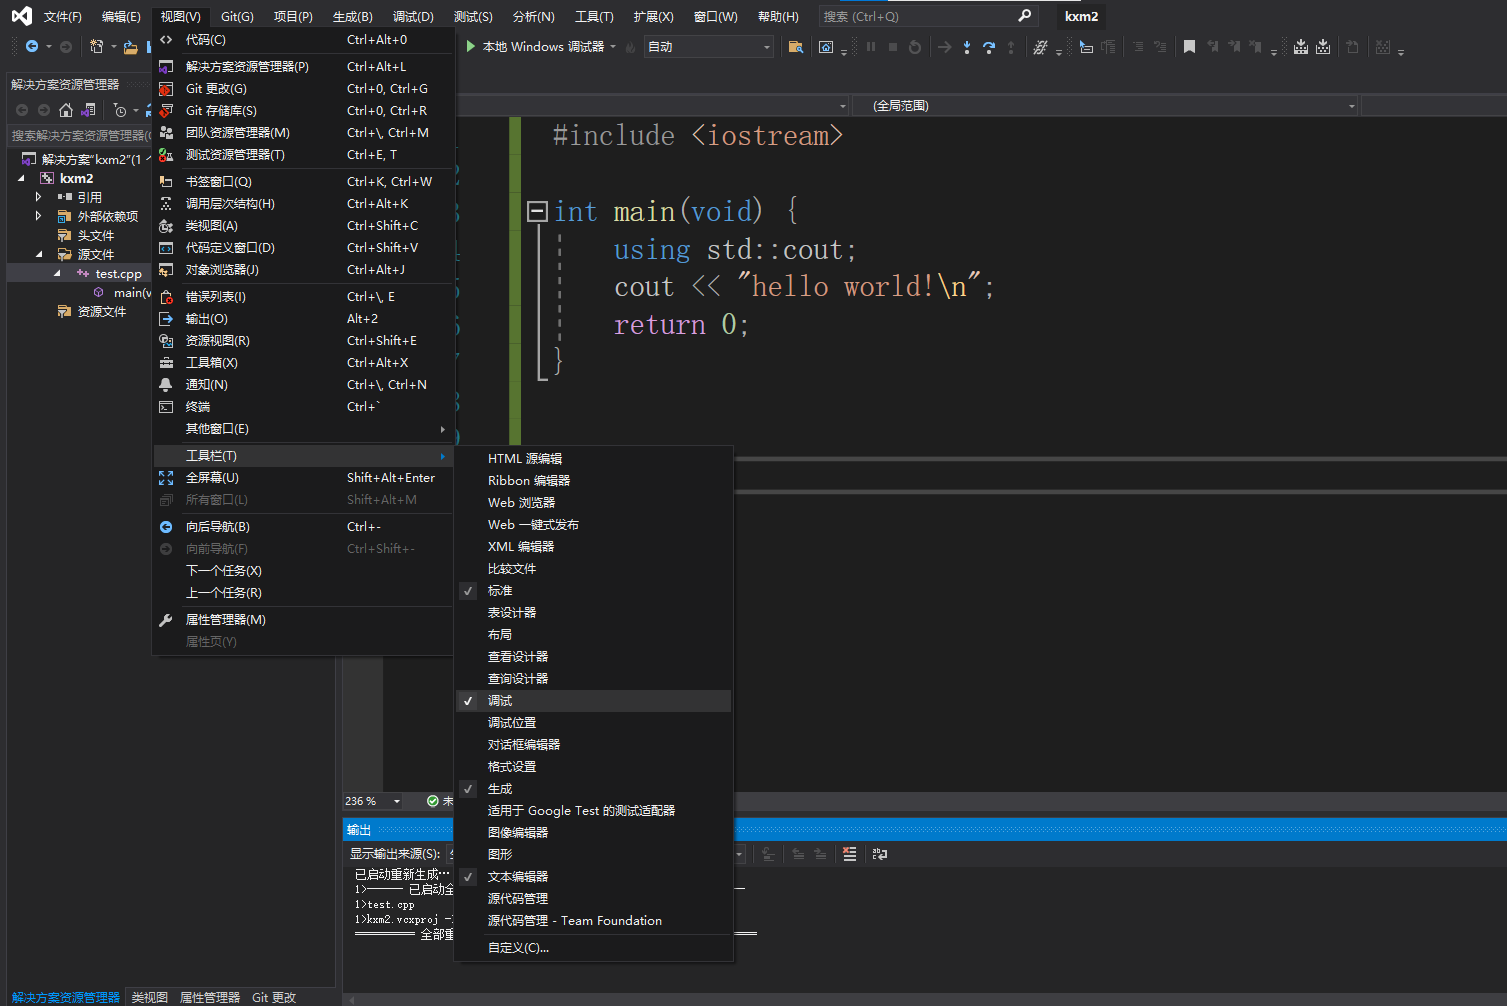 文件(F) 编辑(E) 视图(V) Git(G) 项目(P) 生成(B) 调试(D) 测试(S) 分析(N) 工具(T) 扩展(X) 窗口(W) 帮助(H) 搜索 (Ctrl+Q) kxm2
本地 Windows 调试器 自动
(全局范围)
解决方案资源管理器
搜索解决方案资源管理器(
解决方案"kxm2"(1 个
kxm2
引用
外部依赖项
头文件
源文件
test.cpp
main(v
资源文件
代码(C) Ctrl+Alt+0
解决方案资源管理器(P) Ctrl+Alt+L
Git 更改(G) Ctrl+0, Ctrl+G
Git 存储库(S) Ctrl+0, Ctrl+R
团队资源管理器(M) Ctrl+\, Ctrl+M
测试资源管理器(T) Ctrl+E, T
书签窗口(Q) Ctrl+K, Ctrl+W
调用层次结构(H) Ctrl+Alt+K
类视图(A) Ctrl+Shift+C
代码定义窗口(D) Ctrl+Shift+V
对象浏览器(J) Ctrl+Alt+J
错误列表(I) Ctrl+\, E
输出(O) Alt+2
资源视图(R) Ctrl+Shift+E
工具箱(X) Ctrl+Alt+X
通知(N) Ctrl+\, Ctrl+N
终端 Ctrl+`
其他窗口(E)
工具栏(T)
全屏幕(U) Shift+Alt+Enter
所有窗口(L) Shift+Alt+M
向后导航(B) Ctrl+-
向前导航(F) Ctrl+Shift+-
下一个任务(X)
上一个任务(R)
属性管理器(M)
属性页(Y)
#include <iostream>
int main(void) {
using std::cout;
cout << "hello world!\n";
return 0;
}
HTML 源编辑
Ribbon 编辑器
Web 浏览器
Web 一键式发布
XML 编辑器
比较文件
标准
表设计器
布局
查看设计器
查询设计器
调试
调试位置
对话框编辑器
格式设置
生成
适用于 Google Test 的测试适配器
图像编辑器
图形
文本编辑器
源代码管理
源代码管理 - Team Foundation
自定义(C)...
236 % 未
输出
显示输出来源(S):
已启动重新生成…
1>------ 已启动全
1>test.cpp
1>kxm2.vcxproj -
========== 全部重
解决方案资源管理器 类视图 属性管理器 Git 更改